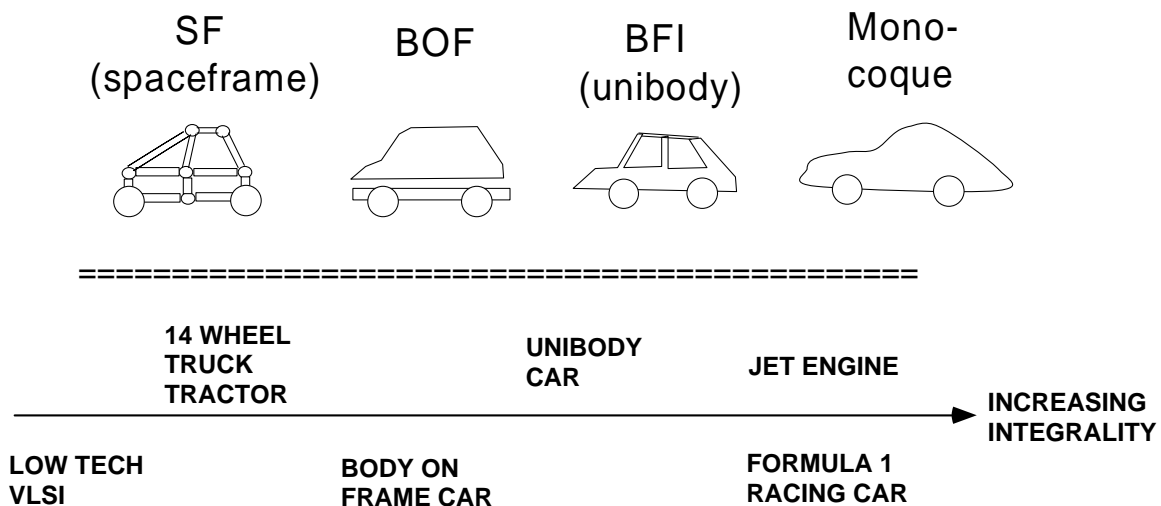 SF
(spaceframe)
BOF
BFI
(unibody)
Mono-
coque
============================================
14 WHEEL
TRUCK
TRACTOR
UNIBODY
CAR
JET ENGINE
INCREASING
INTEGRALITY
LOW TECH
VLSI
BODY ON
FRAME CAR
FORMULA 1
RACING CAR